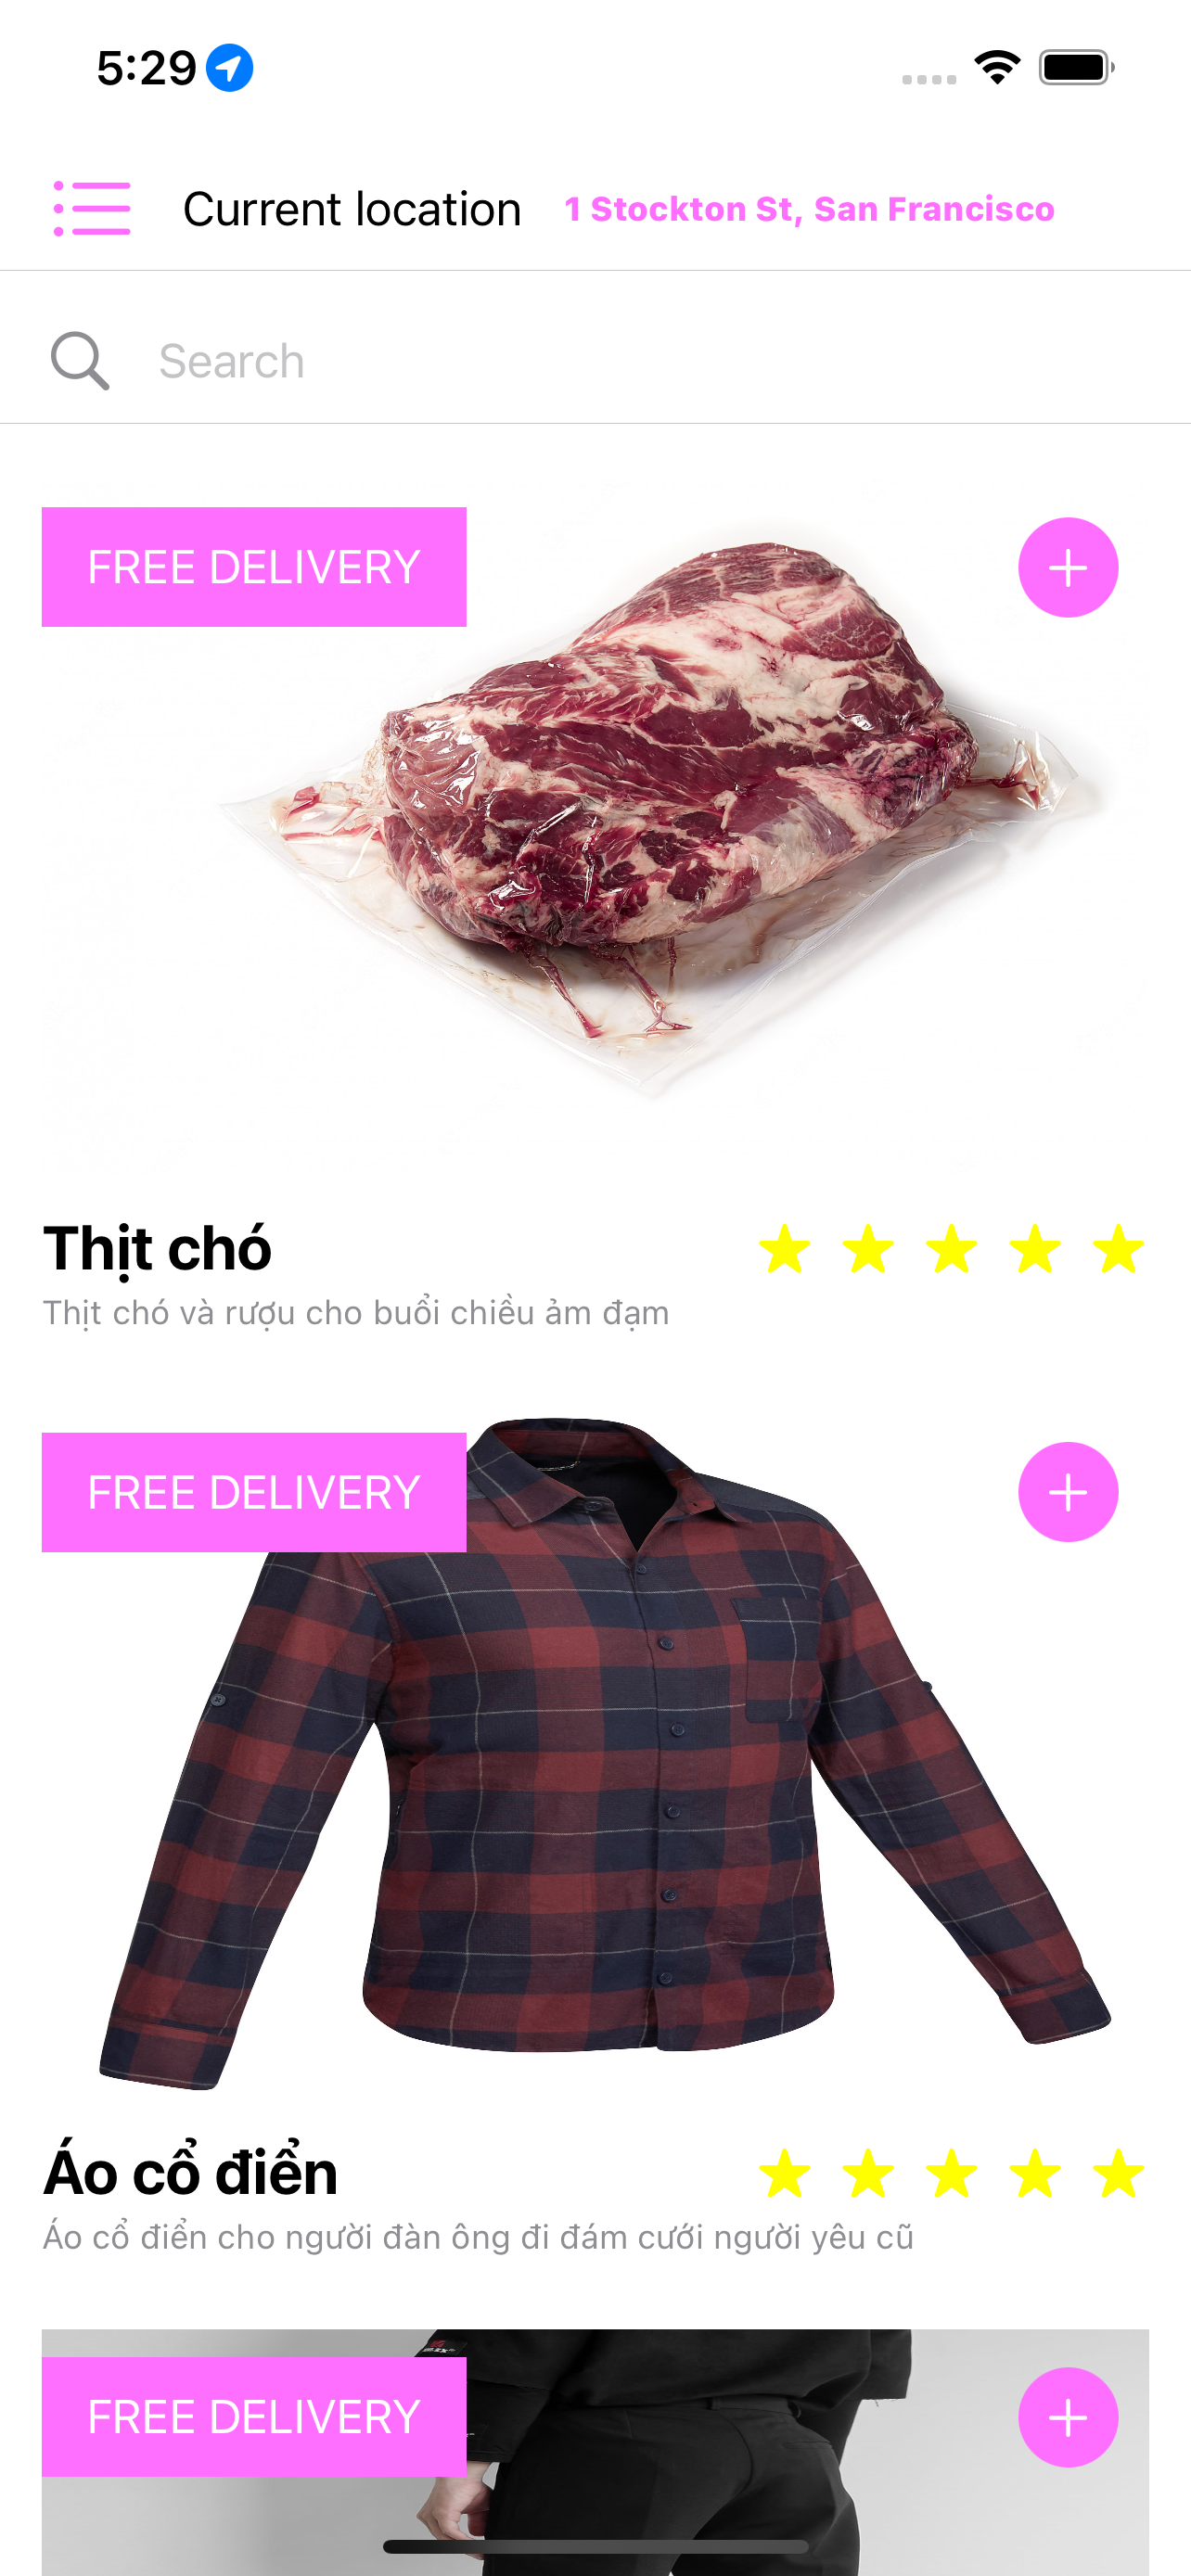 5:29
Current location 1 Stockton St, San Francisco
Search
FREE DELIVERY
Thịt chó
Thịt chó và rượu cho buổi chiều ảm đạm
FREE DELIVERY
Áo cổ điển
Áo cổ điển cho người đàn ông đi đám cưới người yêu cũ
FREE DELIVERY